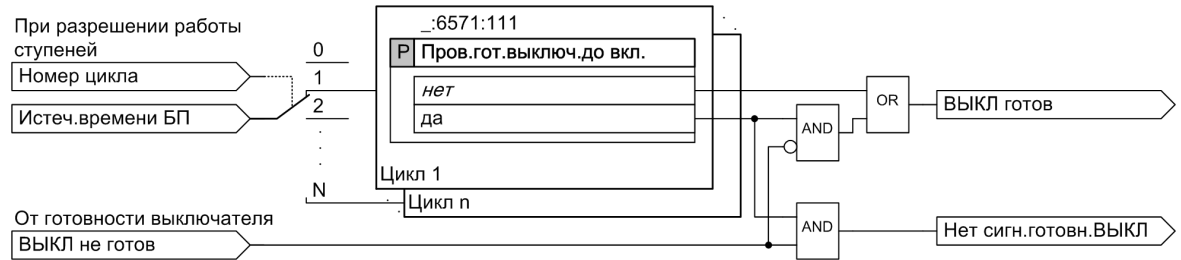 При разрешении работы
ступеней
Номер цикла
Истеч.времени БП
0
1
2
N
_:6571:111
P Пров.гот.выключ.до вкл.
нет
да
Цикл 1
Цикл n
AND
OR
ВЫКЛ готов
От готовности выключателя
ВЫКЛ не готов
AND
Нет сигн.готовн.ВЫКЛ